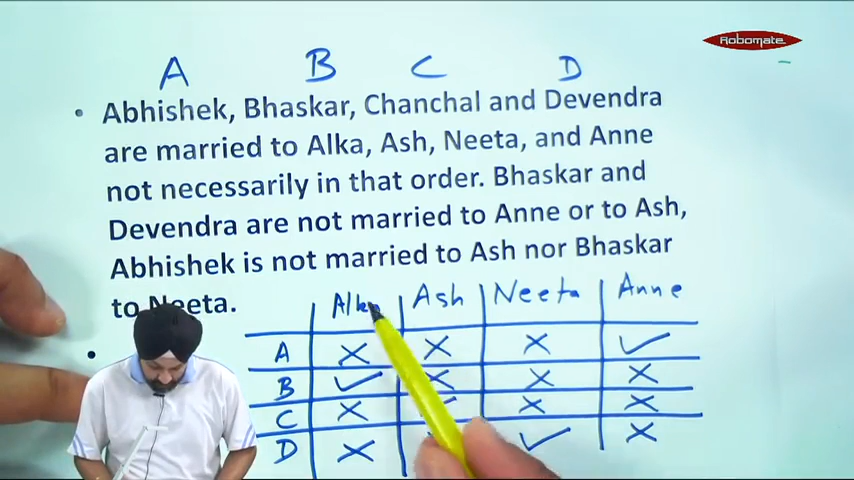 Robomate
A B C D
• Abhishek, Bhaskar, Chanchal and Devendra
are married to Alka, Ash, Neeta, and Anne
not necessarily in that order. Bhaskar and
Devendra are not married to Anne or to Ash,
Abhishek is not married to Ash nor Bhaskar
to Neeta.
Alka Ash Neeta Anne
A X X X ✓
B ✓ X X X
C X ✓ X X
D X ✓ X